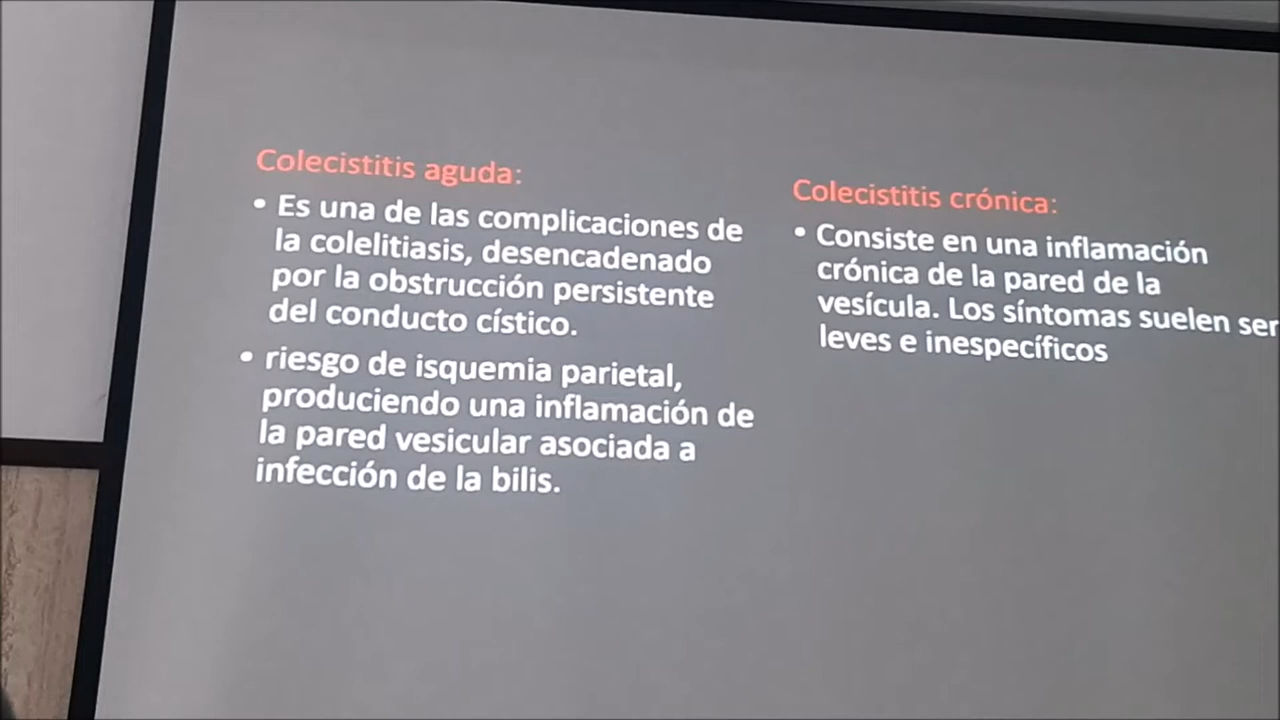 Colecistitis aguda:
• Es una de las complicaciones de
la colelitiasis, desencadenado
por la obstrucción persistente
del conducto cístico.
• riesgo de isquemia parietal,
produciendo una inflamación de
la pared vesicular asociada a
infección de la bilis.
Colecistitis crónica:
• Consiste en una inflamación
crónica de la pared de la
vesícula. Los síntomas suelen ser
leves e inespecíficos